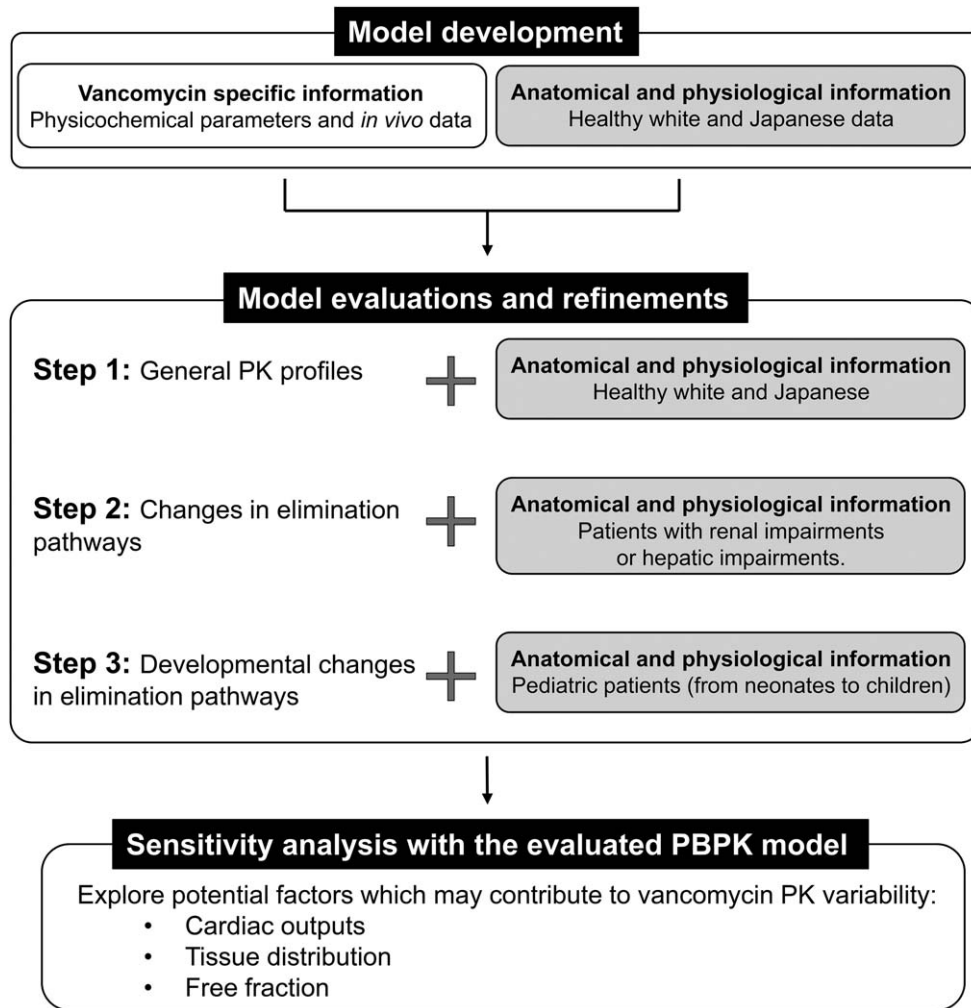 Model development
Vancomycin specific information
Physicochemical parameters and in vivo data
Anatomical and physiological information
Healthy white and Japanese data
Model evaluations and refinements
Step 1: General PK profiles
Anatomical and physiological information
Healthy white and Japanese
Step 2: Changes in elimination
pathways
Anatomical and physiological information
Patients with renal impairments
or hepatic impairments.
Step 3: Developmental changes
in elimination pathways
Anatomical and physiological information
Pediatric patients (from neonates to children)
Sensitivity analysis with the evaluated PBPK model
Explore potential factors which may contribute to vancomycin PK variability:
• Cardiac outputs
• Tissue distribution
• Free fraction